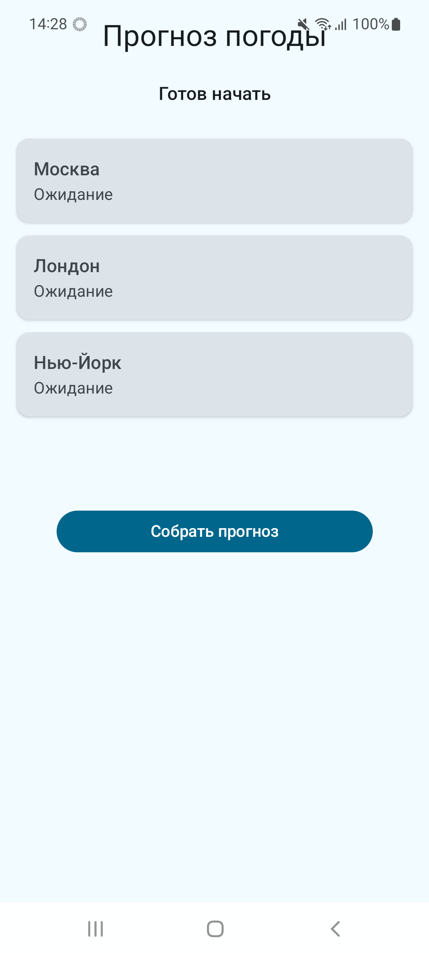 14:28 100%
Прогноз погоды
Готов начать
Москва
Ожидание
Лондон
Ожидание
Нью-Йорк
Ожидание
Собрать прогноз